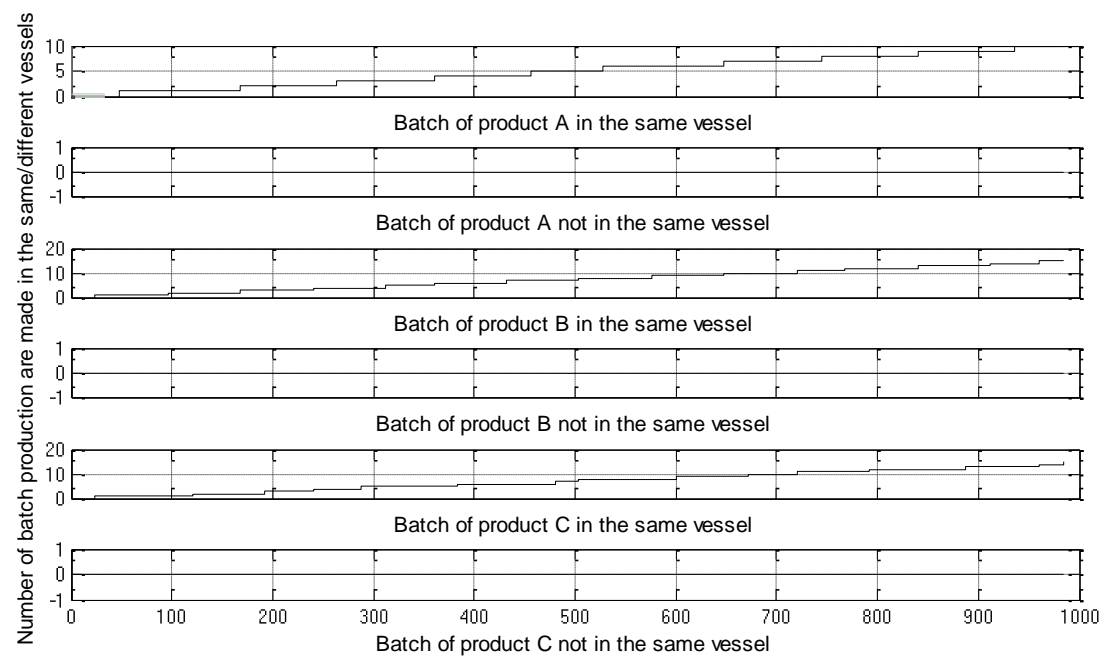 Number of batch production are made in the same/different vessels
10
5
0
Batch of product A in the same vessel
1
0
-1
Batch of product A not in the same vessel
20
10
0
Batch of product B in the same vessel
1
0
-1
Batch of product B not in the same vessel
20
10
0
Batch of product C in the same vessel
1
0
-1
0 100 200 300 400 500 600 700 800 900 1000
Batch of product C not in the same vessel